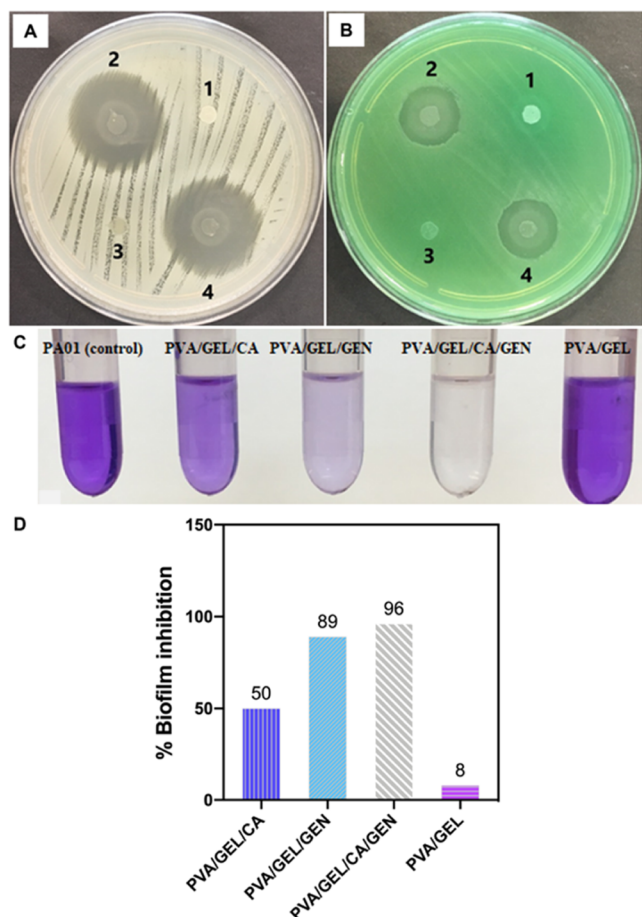 A
2
1
3
4
B
2
1
3
4
C
PA01 (control) PVA/GEL/CA PVA/GEL/GEN PVA/GEL/CA/GEN PVA/GEL
D
150
100
50
0
% Biofilm inhibition
50
89
96
8
PVA/GEL/CA
PVA/GEL/GEN
PVA/GEL/CA/GEN
PVA/GEL